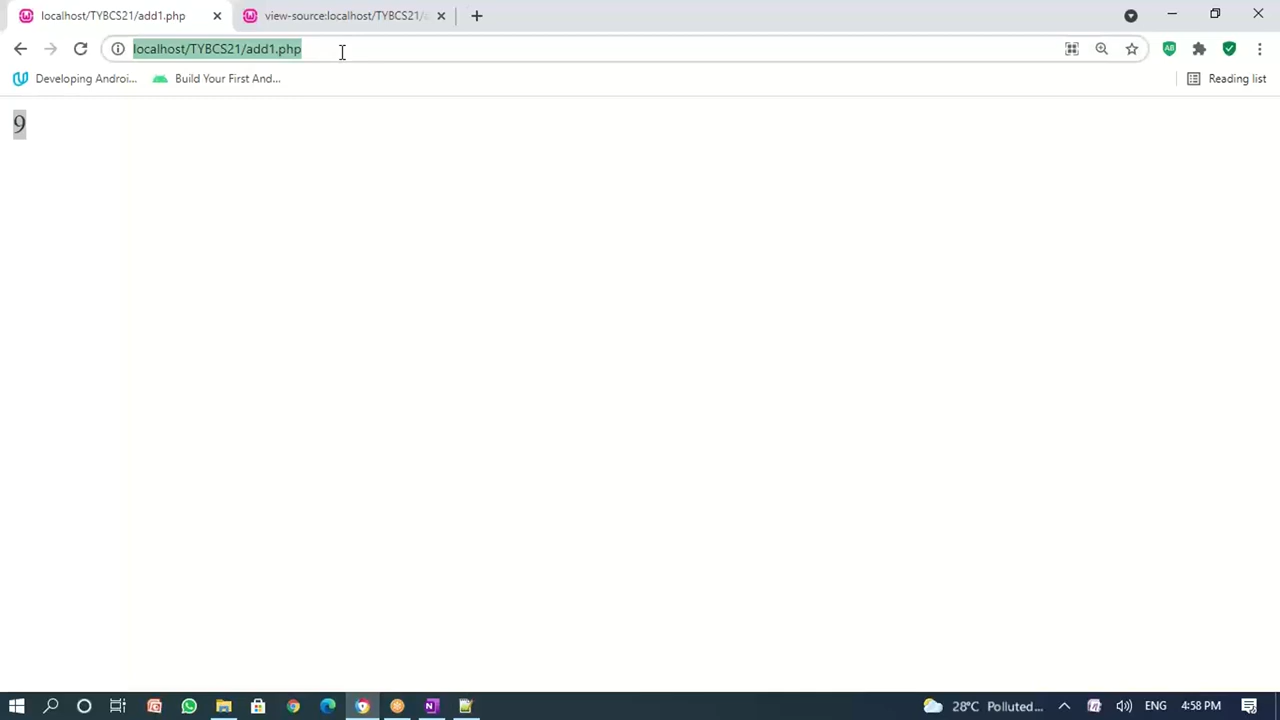 localhost/TYBCS21/add1.php
view-source:localhost/TYBCS21/
localhost/TYBCS21/add1.php
Developing Androi...
Build Your First And...
Reading list
9
28°C Polluted...
ENG
4:58 PM